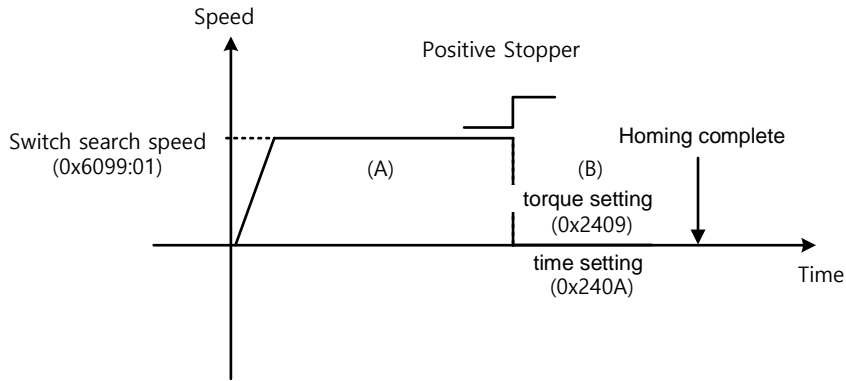 Speed
Positive Stopper
Switch search speed
(0x6099:01)
Homing complete
(A)
(B)
torque setting
(0x2409)
time setting
(0x240A)
Time